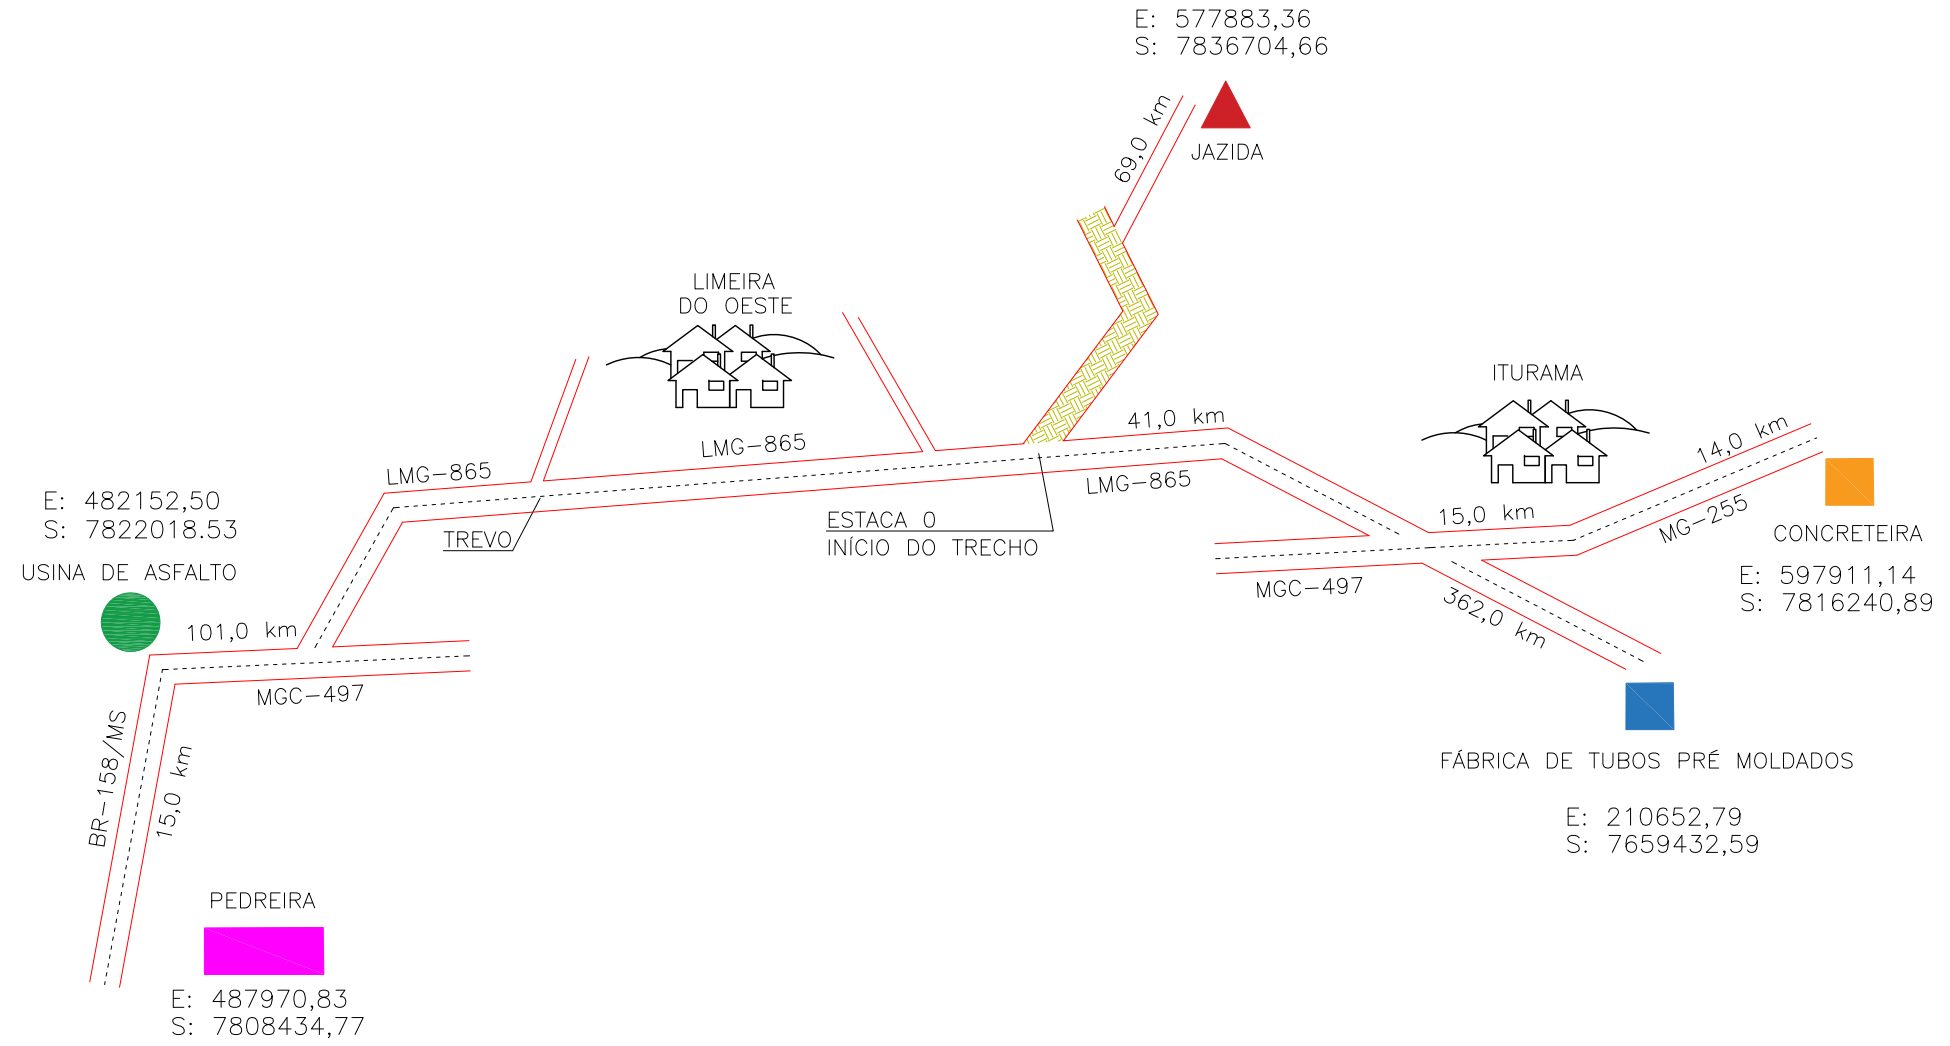 E: 577883,36
S: 7836704,66
69,0 km
JAZIDA
LIMEIRA
DO OESTE
ITURAMA
41,0 km
LMG-865
LMG-865
LMG-865
14,0 km
15,0 km
MG-255
E: 482152,50
S: 7822018.53
USINA DE ASFALTO
TREVO
ESTACA 0
INÍCIO DO TRECHO
CONCRETEIRA
E: 597911,14
S: 7816240,89
MGC-497
362,0 km
101,0 km
MGC-497
BR-158/MS
15,0 km
FÁBRICA DE TUBOS PRÉ MOLDADOS
E: 210652,79
S: 7659432,59
PEDREIRA
E: 487970,83
S: 7808434,77